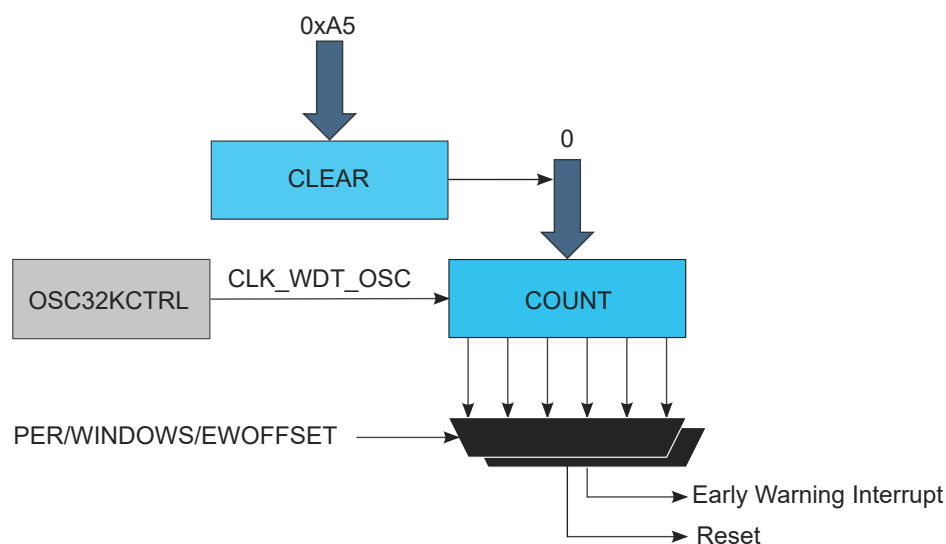 0xA5
0
CLEAR
OSC32KCTRL
CLK_WDT_OSC
COUNT
PER/WINDOWS/EWOFFSET
Early Warning Interrupt
Reset